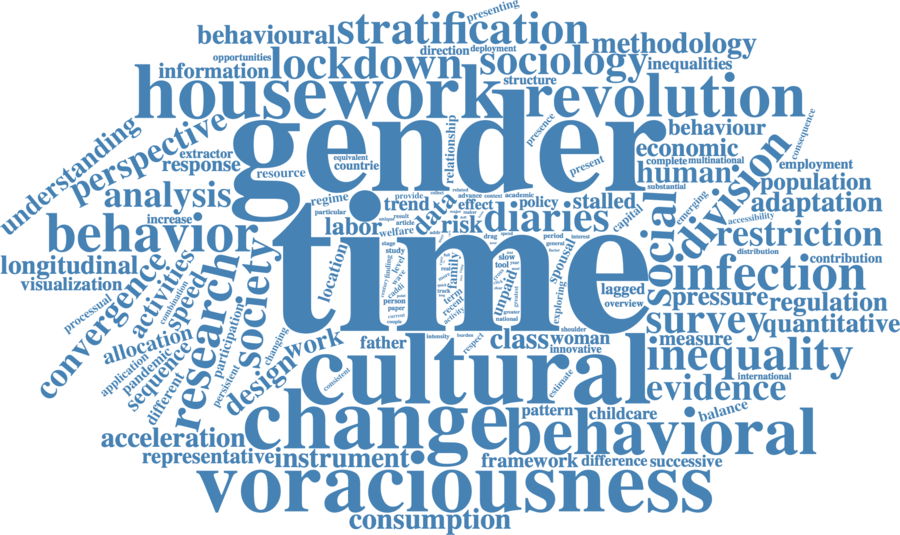 presenting
behavioural stratification
opportunities direction deployment methodology
information lockdown sociology inequalities
structure
housework revolution
understanding perspective gender behaviour
extractor equivalent countrie relationship presence present consequence
response resource economic
complete multinational employment
human substantial
analysis regime provide trend data effect policy stalled capital emerging division population
particular labor welfare risk diaries social accessibility adaptation
increase
behavior time restriction
distribution contribution
longitudinal location spousal infection
visualization
convergence activities speed research society family slow tool unpaid term recent exploring lagged overview pressure regulation
processual combination
allocation participation survey quantitative
pandemic application sequence different persistent changing
design work father intensity burden respect shoulder class woman innovative measure
cultural inequality
consistent estimate international
evidence
change pattern childcare balance
acceleration behavioral
representative instrument framework difference successive
voraciousness
consumption